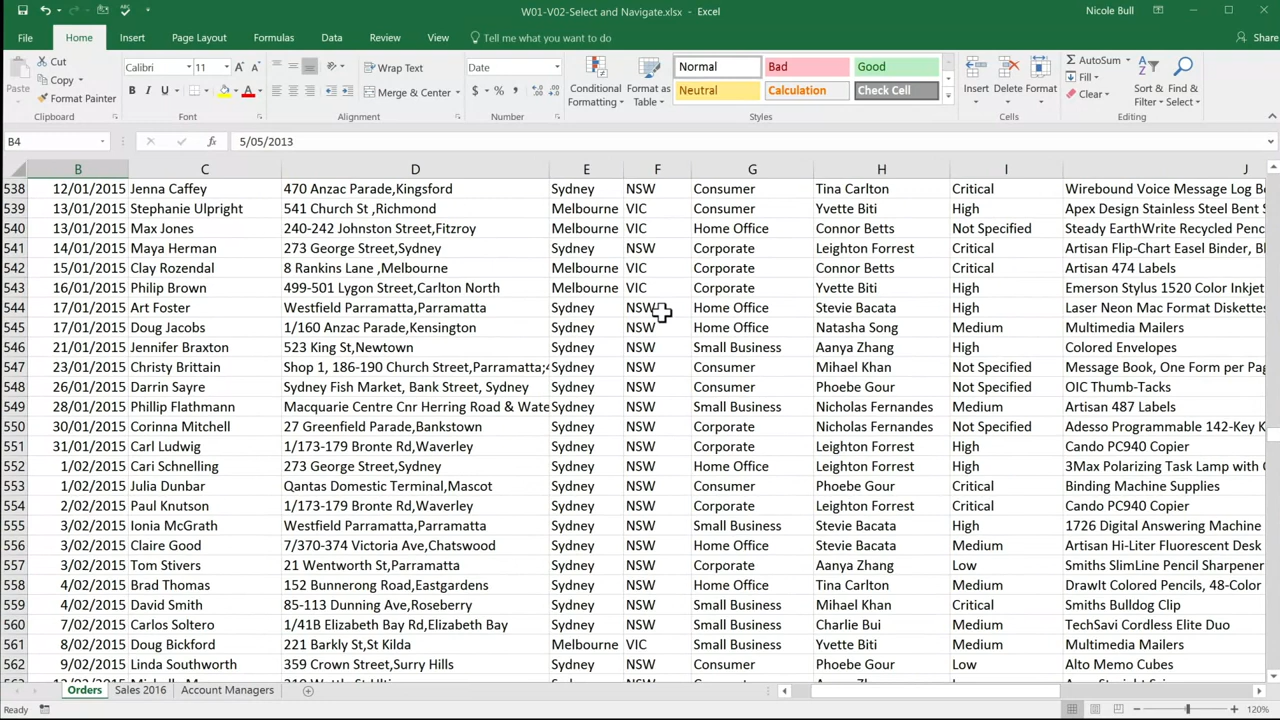 W01-V02-Select and Navigate.xlsx - Excel
Nicole Bull
File Home Insert Page Layout Formulas Data Review View Tell me what you want to do Share
Paste Cut Copy Format Painter Clipboard
Calibri 11 B I U A Font
Wrap Text Merge & Center Alignment
Date $ % , Number
Conditional Formatting Format as Table Normal Bad Good Neutral Calculation Check Cell Styles
Insert Delete Format Cells
AutoSum Fill Clear Sort & Filter Find & Select Editing
B4 fx 5/05/2013
B C D E F G H I J
538 12/01/2015 Jenna Caffey 470 Anzac Parade,Kingsford Sydney NSW Consumer Tina Carlton Critical Wirebound Voice Message Log B
539 13/01/2015 Stephanie Ulpright 541 Church St ,Richmond Melbourne VIC Consumer Yvette Biti High Apex Design Stainless Steel Bent S
540 13/01/2015 Max Jones 240-242 Johnston Street,Fitzroy Melbourne VIC Home Office Connor Betts Not Specified Steady EarthWrite Recycled Penc
541 14/01/2015 Maya Herman 273 George Street,Sydney Sydney NSW Corporate Leighton Forrest Critical Artisan Flip-Chart Easel Binder, Bl
542 15/01/2015 Clay Rozendal 8 Rankins Lane ,Melbourne Melbourne VIC Corporate Connor Betts Critical Artisan 474 Labels
543 16/01/2015 Philip Brown 499-501 Lygon Street,Carlton North Melbourne VIC Corporate Yvette Biti High Emerson Stylus 1520 Color Inkjet
544 17/01/2015 Art Foster Westfield Parramatta,Parramatta Sydney NSW Home Office Stevie Bacata High Laser Neon Mac Format Diskettes
545 17/01/2015 Doug Jacobs 1/160 Anzac Parade,Kensington Sydney NSW Home Office Natasha Song Medium Multimedia Mailers
546 21/01/2015 Jennifer Braxton 523 King St,Newtown Sydney NSW Small Business Aanya Zhang High Colored Envelopes
547 23/01/2015 Christy Brittain Shop 1, 186-190 Church Street,Parramatta; Sydney NSW Consumer Mihael Khan Not Specified Message Book, One Form per Pag
548 26/01/2015 Darrin Sayre Sydney Fish Market, Bank Street, Sydney Sydney NSW Consumer Phoebe Gour Not Specified OIC Thumb-Tacks
549 28/01/2015 Phillip Flathmann Macquarie Centre Cnr Herring Road & Wate Sydney NSW Small Business Nicholas Fernandes Medium Artisan 487 Labels
550 30/01/2015 Corinna Mitchell 27 Greenfield Parade,Bankstown Sydney NSW Corporate Nicholas Fernandes Not Specified Adesso Programmable 142-Key K
551 31/01/2015 Carl Ludwig 1/173-179 Bronte Rd,Waverley Sydney NSW Corporate Leighton Forrest High Cando PC940 Copier
552 1/02/2015 Cari Schnelling 273 George Street,Sydney Sydney NSW Home Office Leighton Forrest High 3Max Polarizing Task Lamp with C
553 1/02/2015 Julia Dunbar Qantas Domestic Terminal,Mascot Sydney NSW Consumer Phoebe Gour Critical Binding Machine Supplies
554 2/02/2015 Paul Knutson 1/173-179 Bronte Rd,Waverley Sydney NSW Corporate Leighton Forrest Critical Cando PC940 Copier
555 3/02/2015 Ionia McGrath Westfield Parramatta,Parramatta Sydney NSW Small Business Stevie Bacata High 1726 Digital Answering Machine
556 3/02/2015 Claire Good 7/370-374 Victoria Ave,Chatswood Sydney NSW Home Office Stevie Bacata Medium Artisan Hi-Liter Fluorescent Desk
557 3/02/2015 Tom Stivers 21 Wentworth St,Parramatta Sydney NSW Corporate Aanya Zhang Low Smiths SlimLine Pencil Sharpener
558 4/02/2015 Brad Thomas 152 Bunnerong Road,Eastgardens Sydney NSW Home Office Tina Carlton Medium DrawIt Colored Pencils, 48-Color
559 4/02/2015 David Smith 85-113 Dunning Ave,Roseberry Sydney NSW Small Business Mihael Khan Critical Smiths Bulldog Clip
560 7/02/2015 Carlos Soltero 1/41B Elizabeth Bay Rd,Elizabeth Bay Sydney NSW Small Business Charlie Bui Medium TechSavi Cordless Elite Duo
561 8/02/2015 Doug Bickford 221 Barkly St,St Kilda Melbourne VIC Small Business Yvette Biti Medium Multimedia Mailers
562 9/02/2015 Linda Southworth 359 Crown Street,Surry Hills Sydney NSW Consumer Phoebe Gour Low Alto Memo Cubes
Orders Sales 2016 Account Managers
Ready 120%